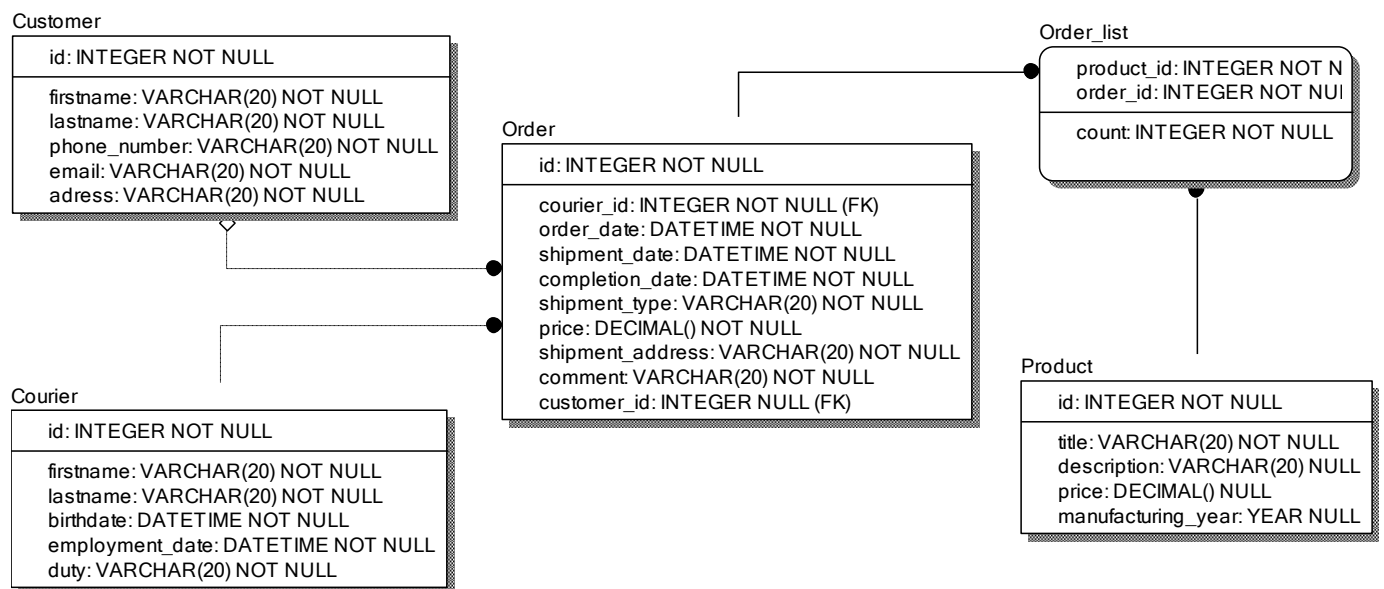 Customer
id: INTEGER NOT NULL
firstname: VARCHAR(20) NOT NULL
lastname: VARCHAR(20) NOT NULL
phone_number: VARCHAR(20) NOT NULL
email: VARCHAR(20) NOT NULL
adress: VARCHAR(20) NOT NULL
Courier
id: INTEGER NOT NULL
firstname: VARCHAR(20) NOT NULL
lastname: VARCHAR(20) NOT NULL
birthdate: DATETIME NOT NULL
employment_date: DATETIME NOT NULL
duty: VARCHAR(20) NOT NULL
Order
id: INTEGER NOT NULL
courier_id: INTEGER NOT NULL (FK)
order_date: DATETIME NOT NULL
shipment_date: DATETIME NOT NULL
completion_date: DATETIME NOT NULL
shipment_type: VARCHAR(20) NOT NULL
price: DECIMAL() NOT NULL
shipment_address: VARCHAR(20) NOT NULL
comment: VARCHAR(20) NOT NULL
customer_id: INTEGER NULL (FK)
Order_list
product_id: INTEGER NOT N
order_id: INTEGER NOT NU
count: INTEGER NOT NULL
Product
id: INTEGER NOT NULL
title: VARCHAR(20) NOT NULL
description: VARCHAR(20) NULL
price: DECIMAL() NULL
manufacturing_year: YEAR NULL